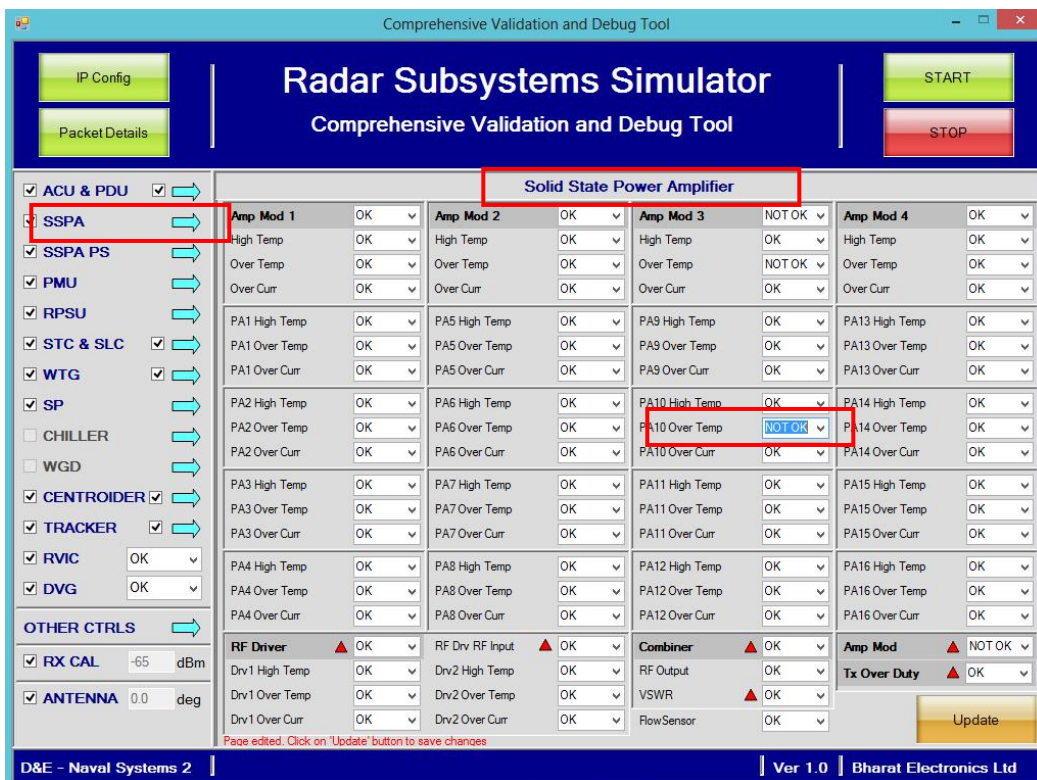 Comprehensive Validation and Debug Tool
IP Config
Packet Details
Radar Subsystems Simulator
Comprehensive Validation and Debug Tool
START
STOP
ACU & PDU
SSPA
SSPA PS
PMU
RPSU
STC & SLC
WTG
SP
CHILLER
WGD
CENTROIDER
TRACKER
RVIC OK
DVG OK
OTHER CTRLS
RX CAL -65 dBm
ANTENNA 0.0 deg
Solid State Power Amplifier
Amp Mod 1 OK Amp Mod 2 OK Amp Mod 3 NOT OK Amp Mod 4 OK
High Temp OK High Temp OK High Temp OK High Temp OK
Over Temp OK Over Temp OK Over Temp NOT OK Over Temp OK
Over Curr OK Over Curr OK Over Curr OK Over Curr OK
PA1 High Temp OK PA5 High Temp OK PA9 High Temp OK PA13 High Temp OK
PA1 Over Temp OK PA5 Over Temp OK PA9 Over Temp OK PA13 Over Temp OK
PA1 Over Curr OK PA5 Over Curr OK PA9 Over Curr OK PA13 Over Curr OK
PA2 High Temp OK PA6 High Temp OK PA10 High Temp OK PA14 High Temp OK
PA2 Over Temp OK PA6 Over Temp OK PA10 Over Temp NOT OK PA14 Over Temp OK
PA2 Over Curr OK PA6 Over Curr OK PA10 Over Curr OK PA14 Over Curr OK
PA3 High Temp OK PA7 High Temp OK PA11 High Temp OK PA15 High Temp OK
PA3 Over Temp OK PA7 Over Temp OK PA11 Over Temp OK PA15 Over Temp OK
PA3 Over Curr OK PA7 Over Curr OK PA11 Over Curr OK PA15 Over Curr OK
PA4 High Temp OK PA8 High Temp OK PA12 High Temp OK PA16 High Temp OK
PA4 Over Temp OK PA8 Over Temp OK PA12 Over Temp OK PA16 Over Temp OK
PA4 Over Curr OK PA8 Over Curr OK PA12 Over Curr OK PA16 Over Curr OK
RF Driver OK RF Drv RF Input OK Combiner OK Amp Mod NOT OK
Drv1 High Temp OK Drv2 High Temp OK RF Output OK Tx Over Duty OK
Drv1 Over Temp OK Drv2 Over Temp OK VSWR OK
Drv1 Over Curr OK Drv2 Over Curr OK FlowSensor OK
Update
Page edited. Click on 'Update' button to save changes
D&E - Naval Systems 2
Ver 1.0
Bharat Electronics Ltd